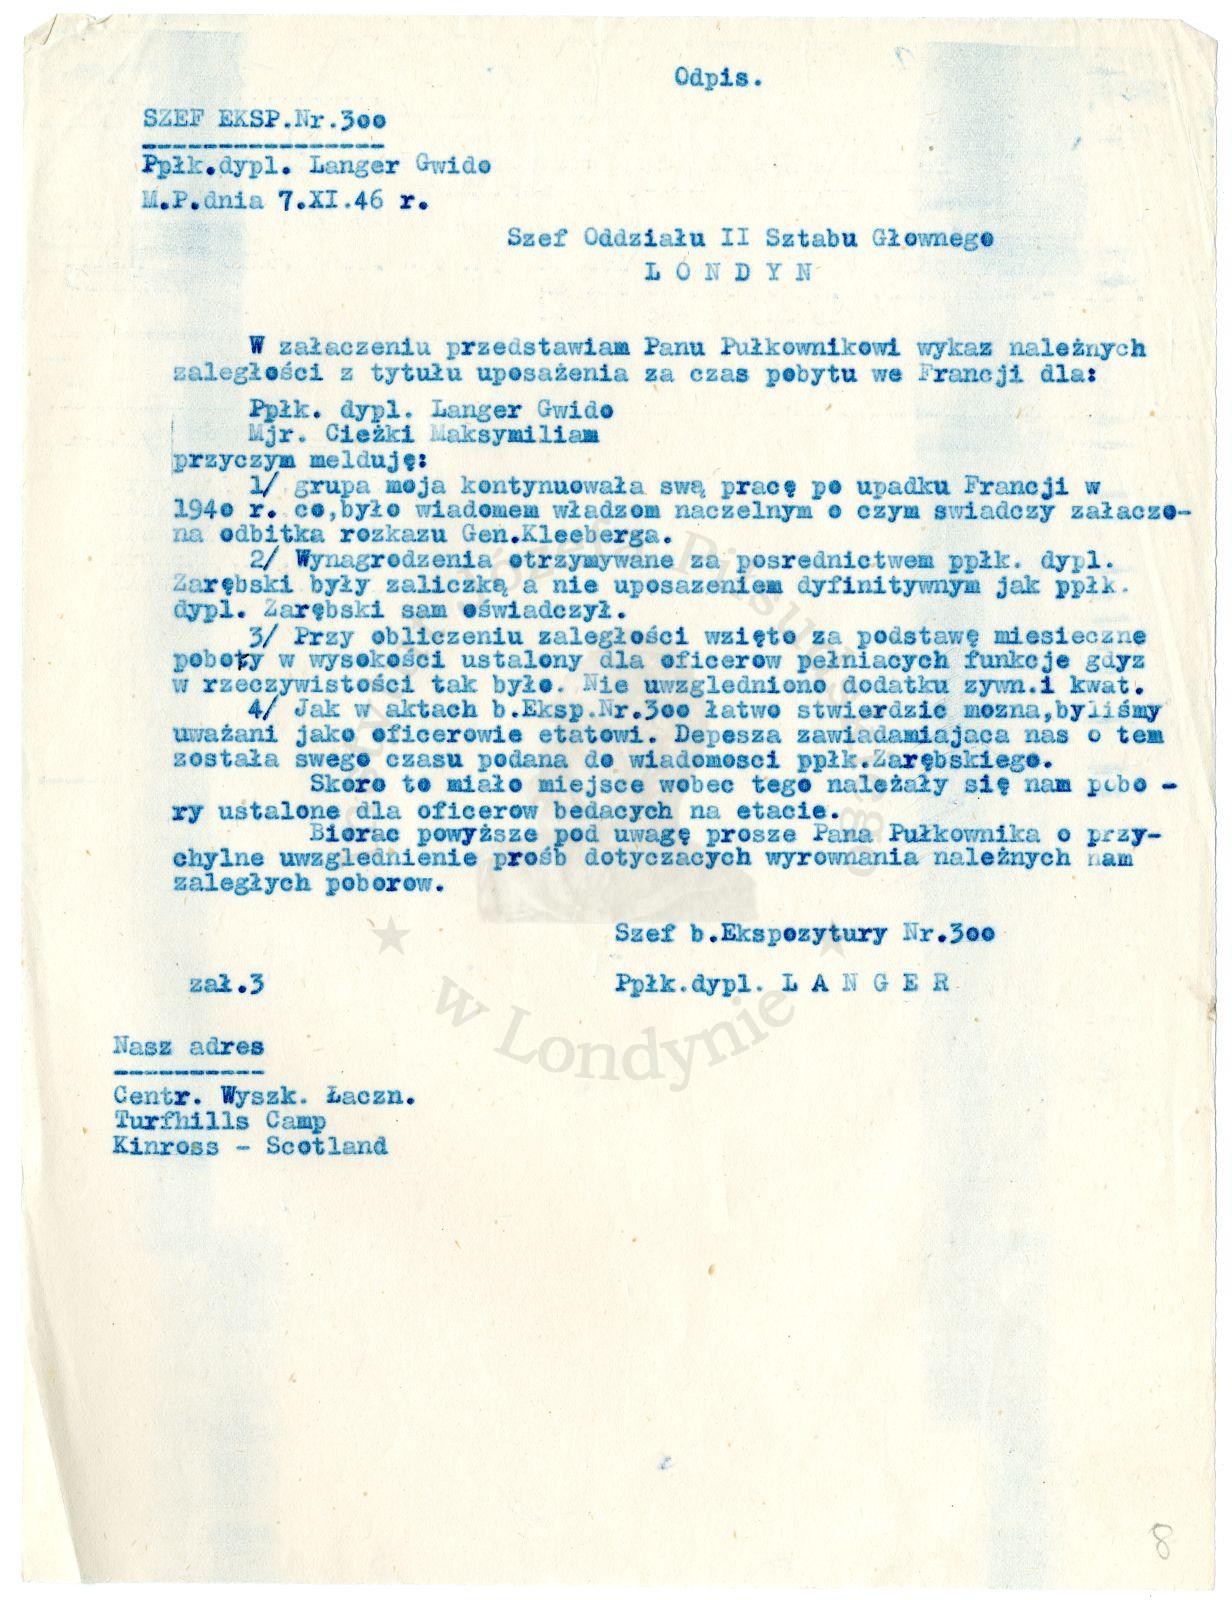 Odpis.
SZEF EKSP.Nr.3oo
Ppłk.dypl. Langer Gwido
M.P.dnia 7.XI.46 r.
Szef Oddziału II Sztabu Głownego
L O N D Y N
W załaczeniu przedstawiam Panu Pułkownikowi wykaz należnych
zaległości z tytułu uposażenia za czas pobytu we Francji dla:
Ppłk. dypl. Langer Gwido
Mjr. Cieżki Maksymiliam
przyczym melduję:
1/ grupa moja kontynuowała swą pracę po upadku Francji w
194o r. co,było wiadomem władzom naczelnym o czym swiadczy załaczo-
na odbitka rozkazu Gen.Kleeberga.
2/ Wynagrodzenia otrzymywane za posrednictwem ppłk. dypl.
Zarębski były zaliczką a nie uposazeniem dyfinitywnym jak ppłk.
dypl. Zarębski sam oświadczył.
3/ Przy obliczeniu zaległości wzięto za podstawę miesieczne
pobory w wysokości ustalony dla oficerow pełniacych funkcje gdyz
w rzeczywistości tak było. Nie uwzgledniono dodatku zywn.i kwat.
4/ Jak w aktach b.Eksp.Nr.3oo łatwo stwierdzic mozna,byliśmy
uważani jako oficerowie etatowi. Depesza zawiadamiajaca nas o tem
została swego czasu podana do wiadomosci ppłk.Zarębskiego.
Skoro to miało miejsce wobec tego należały się nam pobo -
ry ustalone dla oficerow bedacych na etacie.
Biorac powyższe pod uwagę prosze Pana Pułkownika o przy-
chylne uwzglednienie prośb dotyczacych wyrownania należnych nam
zaległych poborow.
Szef b.Ekspozytury Nr.3oo
zał.3
Ppłk.dypl. L A N G E R
Nasz adres
Centr. Wyszk. Łaczn.
Turfhills Camp
Kinross - Scotland
w Londynie
8